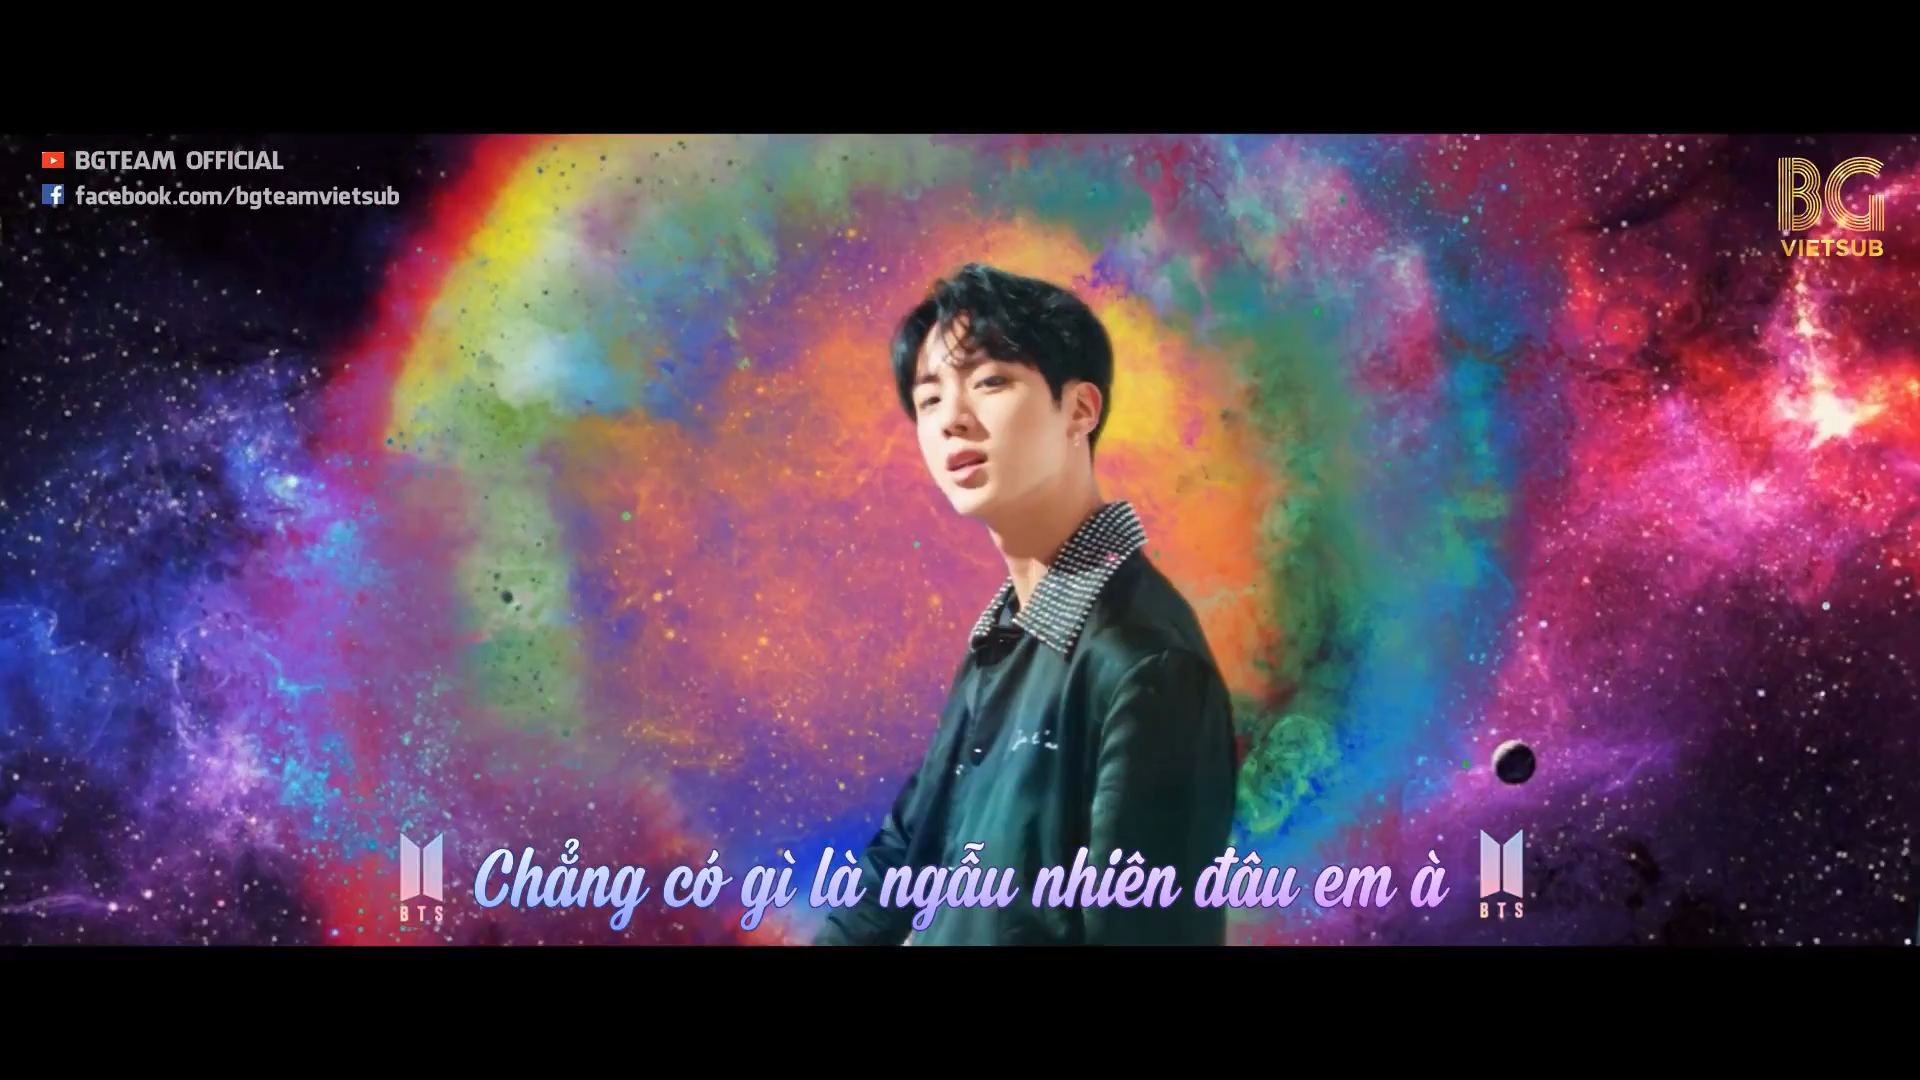 BGTEAM OFFICIAL
facebook.com/bgteamvietsub
BG
VIETSUB
Chẳng có gì là ngẫu nhiên đâu em à
BTS
BTS